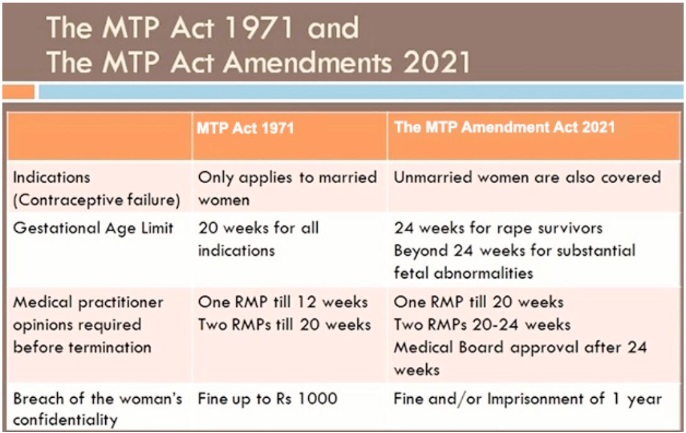 The MTP Act 1971 and
The MTP Act Amendments 2021
MTP Act 1971
The MTP Amendment Act 2021
Indications
(Contraceptive failure)
Only applies to married
women
Unmarried women are also covered
Gestational Age Limit
20 weeks for all
indications
24 weeks for rape survivors
Beyond 24 weeks for substantial
fetal abnormalities
Medical practitioner
opinions required
before termination
One RMP till 12 weeks
Two RMPs till 20 weeks
One RMP till 20 weeks
Two RMPs 20-24 weeks
Medical Board approval after 24
weeks
Breach of the woman's
confidentiality
Fine up to Rs 1000
Fine and/or Imprisonment of 1 year